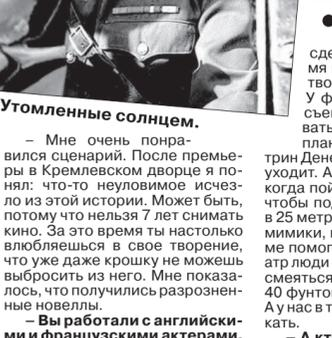 Утомленные солнцем.
– Мне очень понра-
вился сценарий. После премье-
ры в Кремлевском дворце я по-
нял: что-то неуловимое исчез-
ло из этой истории. Может быть,
потому что нельзя 7 лет снимать
кино. За это время ты настолько
влюбляешься в свое творение,
что уже даже крошку не можешь
выбросить из него. Мне показа-
лось, что получились разрознен-
ные новеллы.
– Вы работали с английски-
ми и французскими актерами.
сде
мя
тво
У ф
съе
вать
план
трин Дене
уходит. А
когда пой
чтобы по
в 25 метр
мимики,
ме помог
атр люди
смеяться
40 фунто
А у нас в т
кать.
– А кт